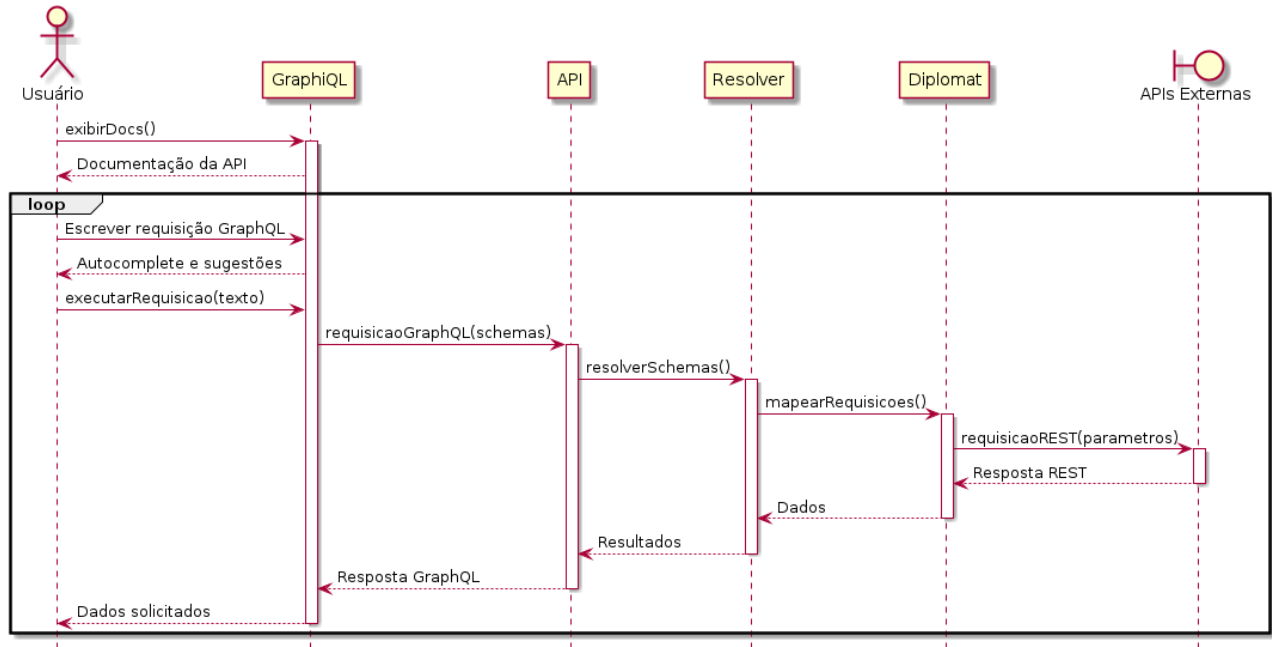 Usuário
GraphiQL
API
Resolver
Diplomat
APIs Externas
exibirDocs()
Documentação da API
loop
Escrever requisição GraphQL
Autocomplete e sugestões
executarRequisicao(texto)
requisicaoGraphQL(schemas)
resolverSchemas()
mapearRequisicoes()
requisicaoREST(parametros)
Resposta REST
Dados
Resultados
Resposta GraphQL
Dados solicitados